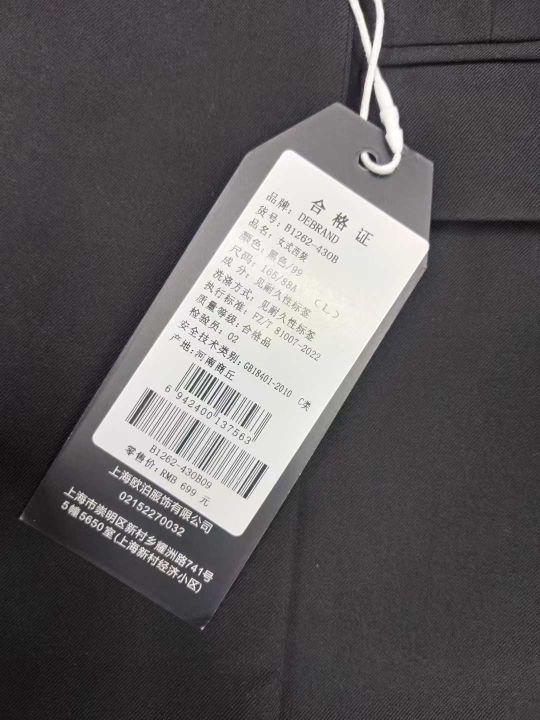 合格证
品牌: DEBRAND
货号: B1262-430B
品名: 女式西装
颜色: 黑色/99
尺码: 165/88A （L）
成 分: 见耐久性标签
洗涤方式: 见耐久性标签
执行标准: FZ/T 81007-2022
质量等级: 合格品
检验员: 02
安全技术类别: GB18401-2010 C类
产地: 河南商丘
6 942400 137563
B1262-430B09
零售价: RMB 699 元
上海欧泊服饰有限公司
02152270032
上海市崇明区新村乡耀洲路741号
5幢5650室(上海新村经济小区)